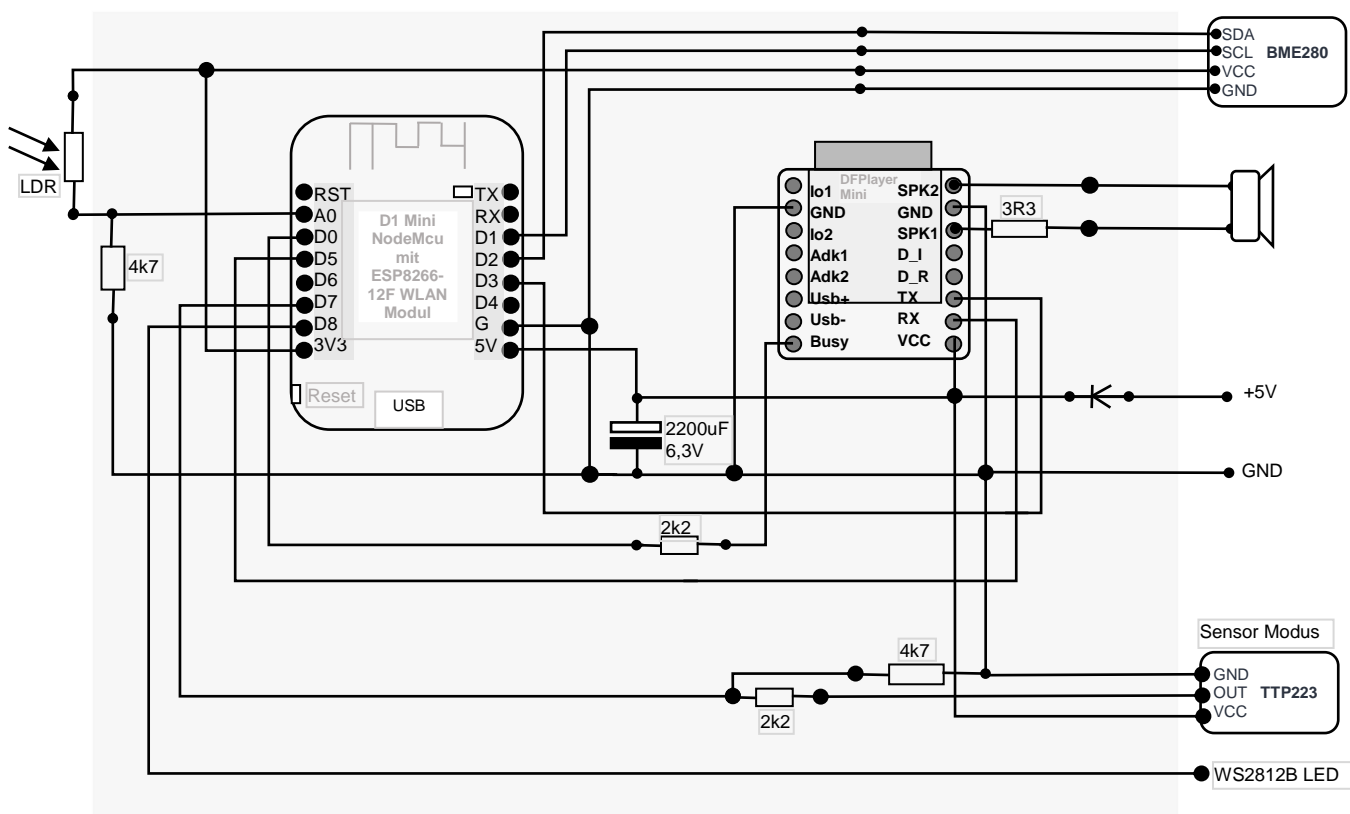 SDA
SCL
VCC
GND
BME280
LDR
4k7
RST
A0
D0
D5
D6
D7
D8
3V3
TX
RX
D1
D2
D3
D4
G
5V
D1 Mini
NodeMcu
mit
ESP8266-
12F WLAN
Modul
Reset
USB
DFPlayer
Mini
Io1
GND
Io2
Adk1
Adk2
Usb+
Usb-
Busy
SPK2
GND
SPK1
D_I
D_R
TX
RX
VCC
3R3
+5V
2200uF
6,3V
GND
2k2
Sensor Modus
4k7
2k2
GND
OUT
VCC
TTP223
WS2812B LED